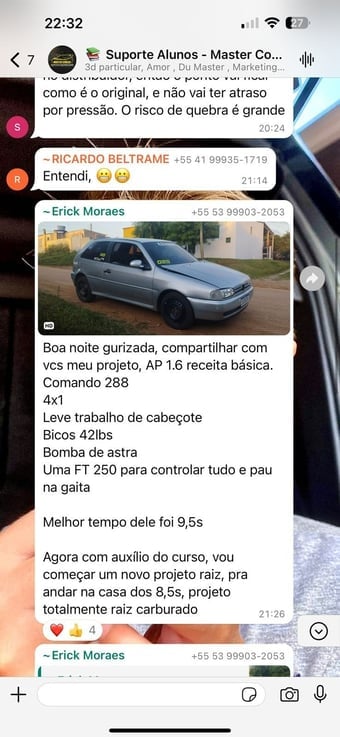 22:32
27
7
📚 Suporte Alunos - Master Co...
3d particular, Amor , Du Master , Marketing...
no distribuidor, então o ponto vai ficar
como é o original, e não vai ter atraso
por pressão. O risco de quebra é grande
20:24
S
~RICARDO BELTRAME +55 41 99935-1719
Entendi, 😬😬
21:14
R
~Erick Moraes +55 53 99903-2053
HD
Boa noite gurizada, compartilhar com
vcs meu projeto, AP 1.6 receita básica.
Comando 288
4x1
Leve trabalho de cabeçote
Bicos 42lbs
Bomba de astra
Uma FT 250 para controlar tudo e pau
na gaita
Melhor tempo dele foi 9,5s
Agora com auxílio do curso, vou
começar um novo projeto raiz, pra
andar na casa dos 8,5s, projeto
totalmente raiz carburado
21:26
❤️ 👍 4
~Erick Moraes +55 53 99903-2053